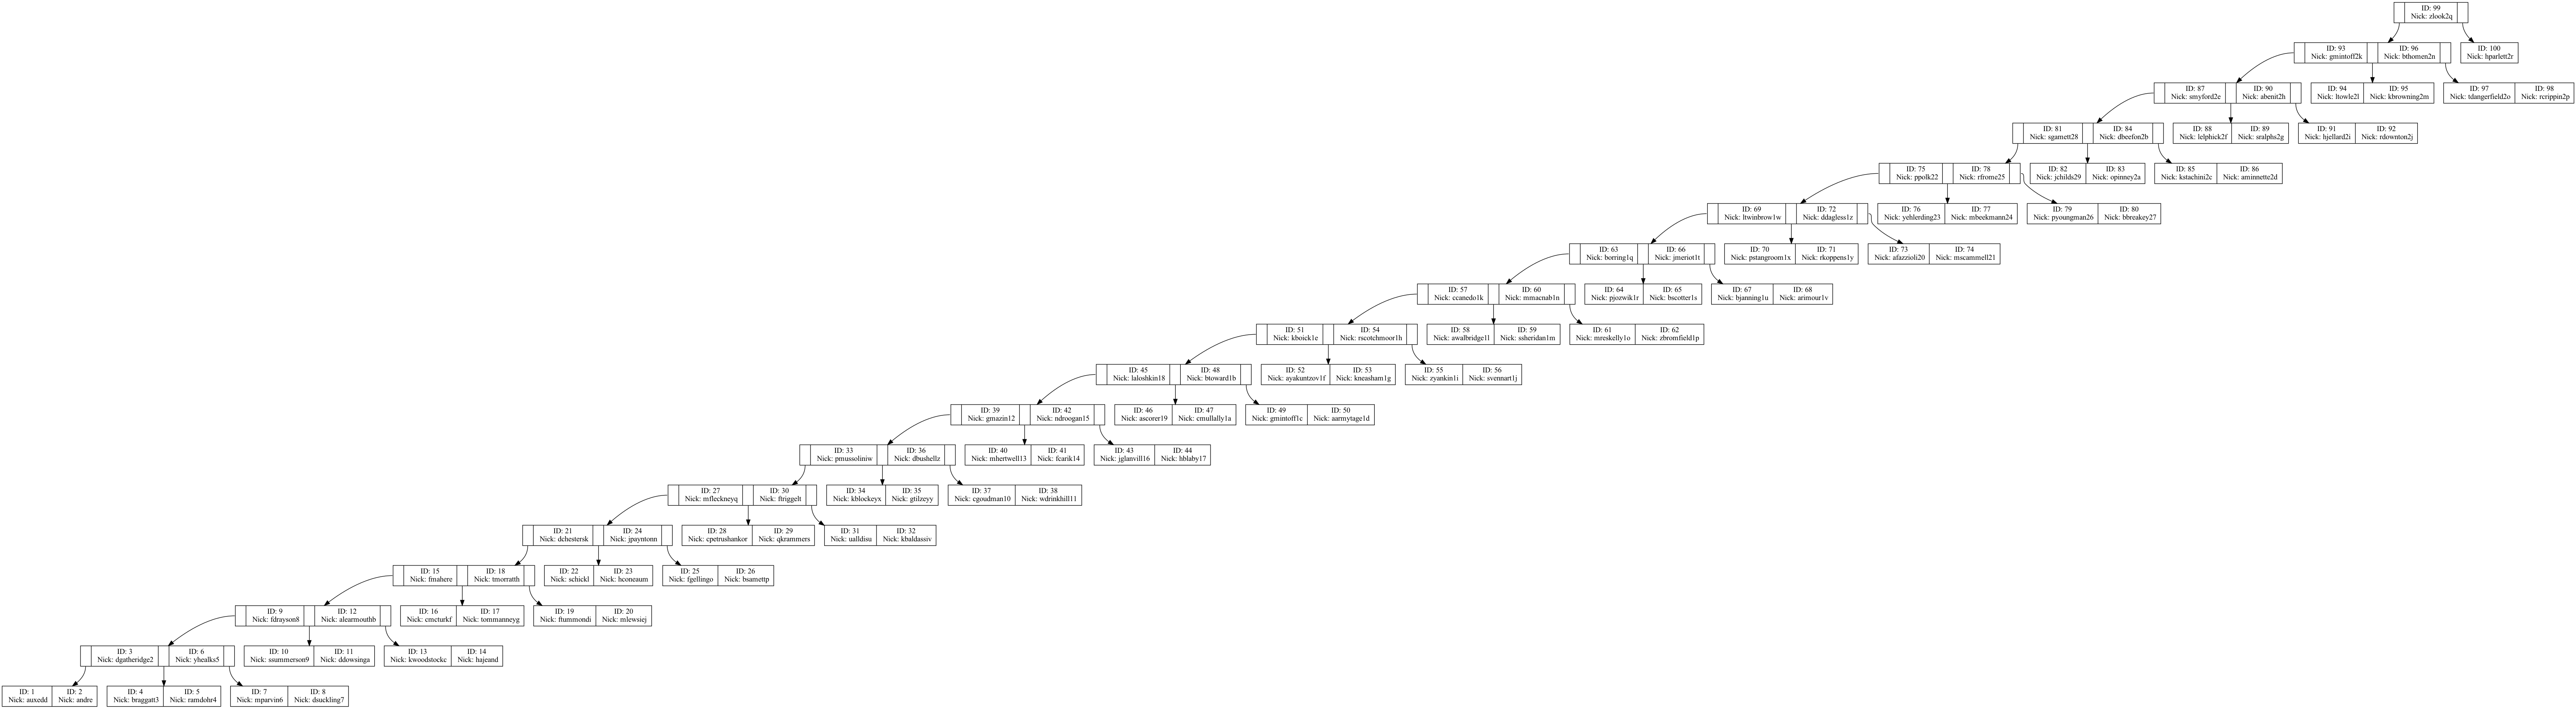 ID: 99
Nick: zlook2q
ID: 93
Nick: gmintoff2k
ID: 96
Nick: bthomen2n
ID: 100
Nick: hparlett2r
ID: 87
Nick: smyford2e
ID: 90
Nick: abenit2h
ID: 94
Nick: ltowle2l
ID: 95
Nick: kbrowning2m
ID: 97
Nick: tdangerfield2o
ID: 98
Nick: rcrippin2p
ID: 81
Nick: sgamett28
ID: 84
Nick: dbeefon2b
ID: 88
Nick: lelphick2f
ID: 89
Nick: sralphs2g
ID: 91
Nick: hjellard2i
ID: 92
Nick: rdownton2j
ID: 75
Nick: ppolk22
ID: 78
Nick: rfrome25
ID: 82
Nick: jchilds29
ID: 83
Nick: opinney2a
ID: 85
Nick: kstachini2c
ID: 86
Nick: aminnette2d
ID: 69
Nick: ltwinbrow1w
ID: 72
Nick: ddagless1z
ID: 76
Nick: yehlerding23
ID: 77
Nick: mbeekmann24
ID: 79
Nick: pyoungman26
ID: 80
Nick: bbreakey27
ID: 63
Nick: borring1q
ID: 66
Nick: jmeriot1t
ID: 70
Nick: pstangroom1x
ID: 71
Nick: rkoppens1y
ID: 73
Nick: afazzioli20
ID: 74
Nick: mscammell21
ID: 57
Nick: ccanedo1k
ID: 60
Nick: mmacnab1n
ID: 64
Nick: pjozwik1r
ID: 65
Nick: bscotter1s
ID: 67
Nick: bjanning1u
ID: 68
Nick: arimour1v
ID: 51
Nick: kboick1e
ID: 54
Nick: rscotchmoor1h
ID: 58
Nick: awalbridge1l
ID: 59
Nick: ssheridan1m
ID: 61
Nick: mreskelly1o
ID: 62
Nick: zbromfield1p
ID: 45
Nick: laloshkin18
ID: 48
Nick: btoward1b
ID: 52
Nick: ayakuntzov1f
ID: 53
Nick: kneasham1g
ID: 55
Nick: zyankin1i
ID: 56
Nick: svennart1j
ID: 39
Nick: gmazin12
ID: 42
Nick: ndroogan15
ID: 46
Nick: ascorer19
ID: 47
Nick: cmullally1a
ID: 49
Nick: gmintoff1c
ID: 50
Nick: aarmytage1d
ID: 33
Nick: pmussoliniw
ID: 36
Nick: dbushellz
ID: 40
Nick: mhertwell13
ID: 41
Nick: fcarik14
ID: 43
Nick: jglanvill16
ID: 44
Nick: hblaby17
ID: 27
Nick: mfleckneyq
ID: 30
Nick: ftriggelt
ID: 34
Nick: kblockeyx
ID: 35
Nick: gtilzeyy
ID: 37
Nick: cgoudman10
ID: 38
Nick: wdrinkhill11
ID: 21
Nick: dchestersk
ID: 24
Nick: jpayntonn
ID: 28
Nick: cpetrushankor
ID: 29
Nick: qkrammers
ID: 31
Nick: ualldisu
ID: 32
Nick: kbaldassiv
ID: 15
Nick: fmahere
ID: 18
Nick: tmorratth
ID: 22
Nick: schickl
ID: 23
Nick: hconeaum
ID: 25
Nick: fgellingo
ID: 26
Nick: bsamettp
ID: 9
Nick: fdrayson8
ID: 12
Nick: alearmouthb
ID: 16
Nick: cmcturkf
ID: 17
Nick: tommanneyg
ID: 19
Nick: ftummondi
ID: 20
Nick: mlewsiej
ID: 3
Nick: dgatheridge2
ID: 6
Nick: yhealks5
ID: 10
Nick: ssummerson9
ID: 11
Nick: ddowsinga
ID: 13
Nick: kwoodstockc
ID: 14
Nick: hajeand
ID: 1
Nick: auxedd
ID: 2
Nick: andre
ID: 4
Nick: braggatt3
ID: 5
Nick: ramdohr4
ID: 7
Nick: mparvin6
ID: 8
Nick: dsuckling7